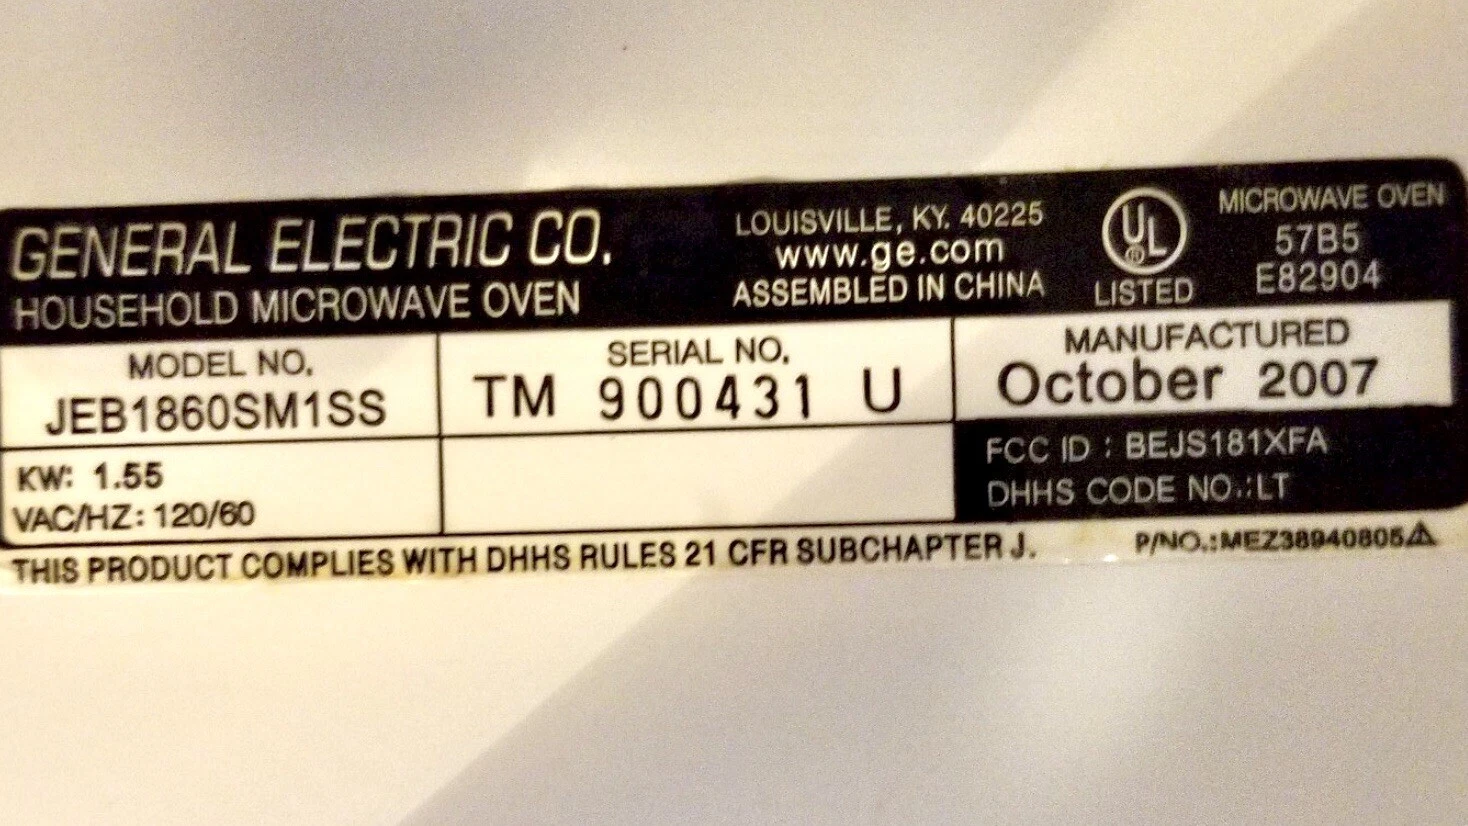 GENERAL ELECTRIC CO.
HOUSEHOLD MICROWAVE OVEN
LOUISVILLE, KY. 40225
www.ge.com
ASSEMBLED IN CHINA
UL
®
LISTED
MICROWAVE OVEN
57B5
E82904
MODEL NO.
JEB1860SM1SS
SERIAL NO.
TM 900431 U
MANUFACTURED
October 2007
KW: 1.55
VAC/HZ: 120/60
FCC ID : BEJS181XFA
DHHS CODE NO.:LT
THIS PRODUCT COMPLIES WITH DHHS RULES 21 CFR SUBCHAPTER J.
P/NO.:MEZ38940805